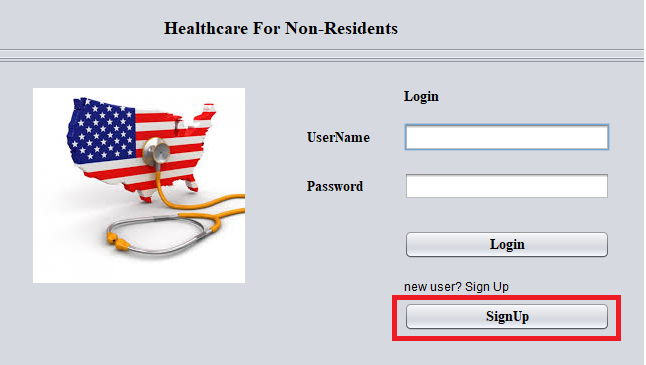 Healthcare For Non-Residents
Login
UserName
Password
Login
new user? Sign Up
SignUp